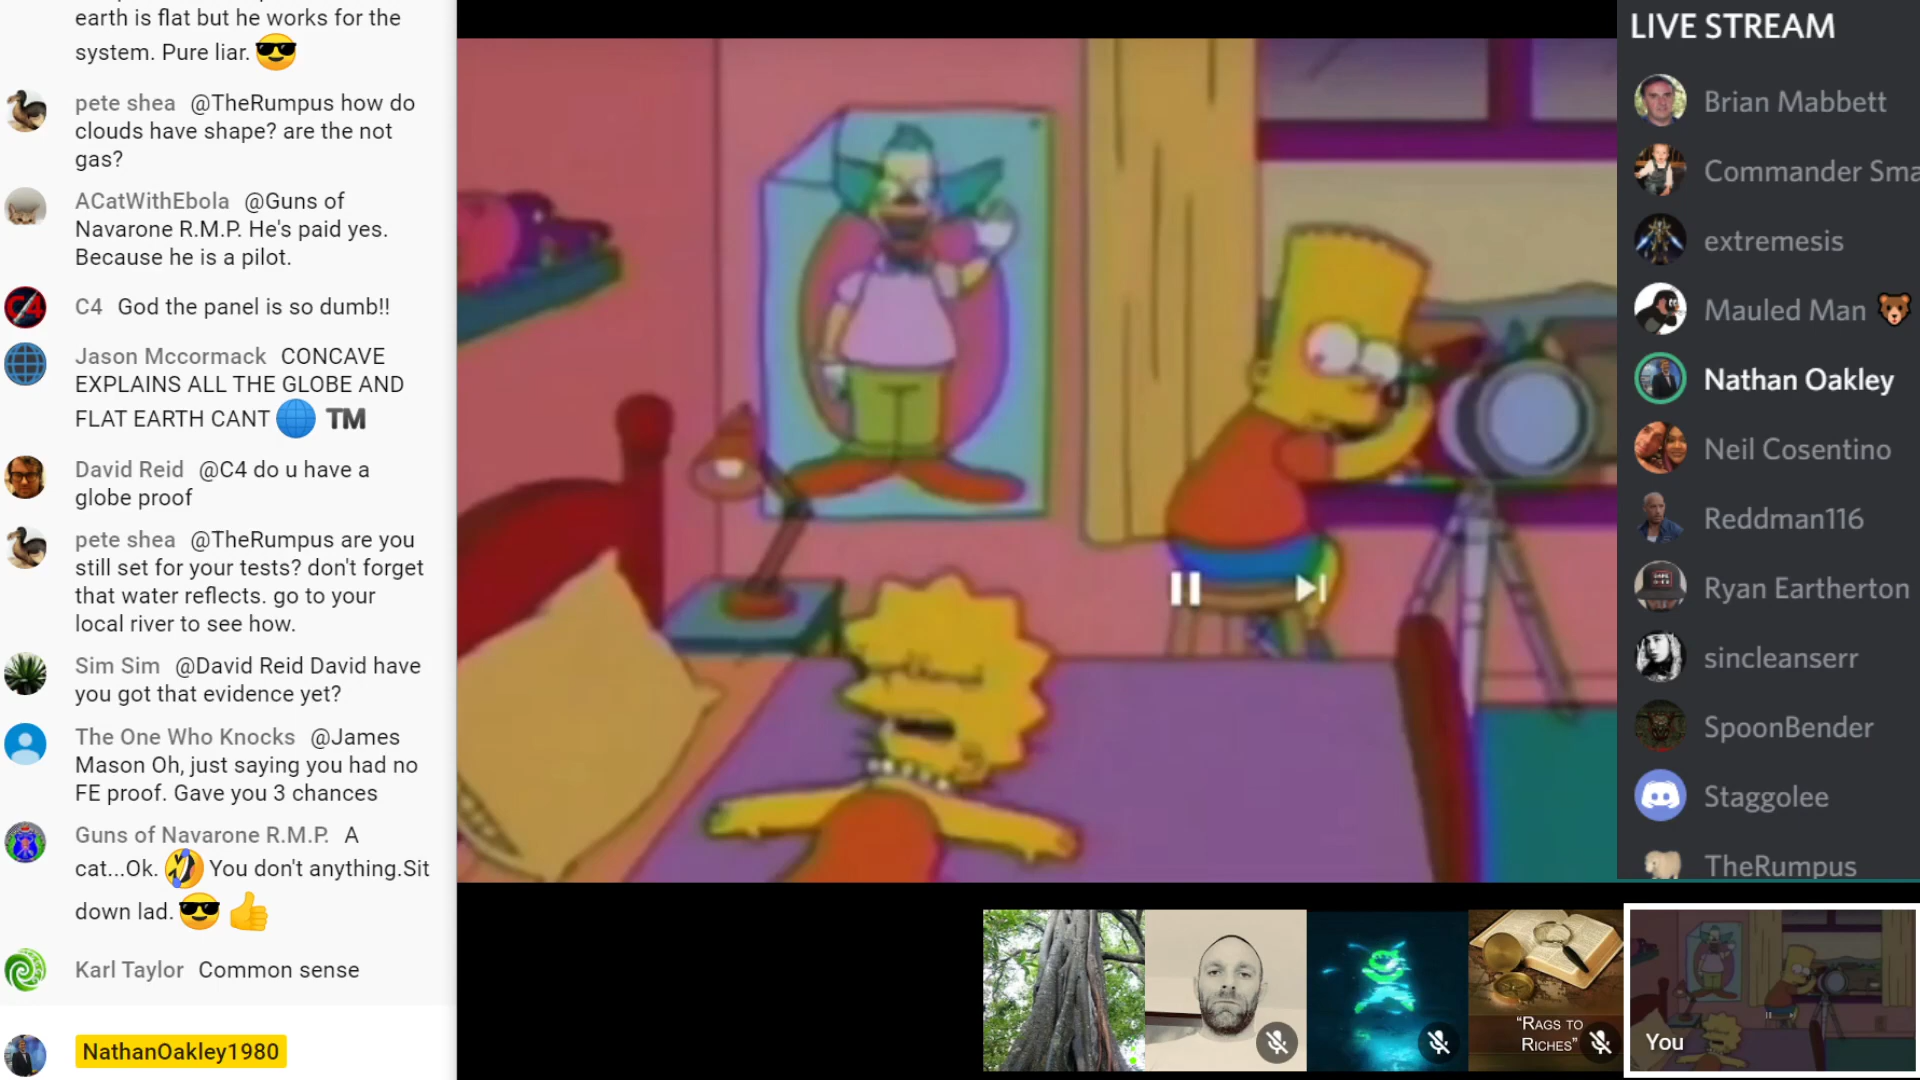 earth is flat but he works for the
system. Pure liar. 😎
pete shea @TheRumpus how do
clouds have shape? are the not
gas?
ACatWithEbola @Guns of
Navarone R.M.P. He's paid yes.
Because he is a pilot.
C4 God the panel is so dumb!!
Jason Mccormack CONCAVE
EXPLAINS ALL THE GLOBE AND
FLAT EARTH CANT 🌐 ™️
David Reid @C4 do u have a
globe proof
pete shea @TheRumpus are you
still set for your tests? don't forget
that water reflects. go to your
local river to see how.
Sim Sim @David Reid David have
you got that evidence yet?
The One Who Knocks @James
Mason Oh, just saying you had no
FE proof. Gave you 3 chances
Guns of Navarone R.M.P. A
cat...Ok. 🤣 You don't anything.Sit
down lad. 😎 👍
Karl Taylor Common sense
NathanOakley1980
C4
LIVE STREAM
Brian Mabbett
Commander Sma
extremesis
Mauled Man 🐻
Nathan Oakley
Neil Cosentino
Reddman116
Ryan Eartherton
sincleanserr
SpoonBender
Staggolee
TheRumpus
"RAGS TO
RICHES"
You